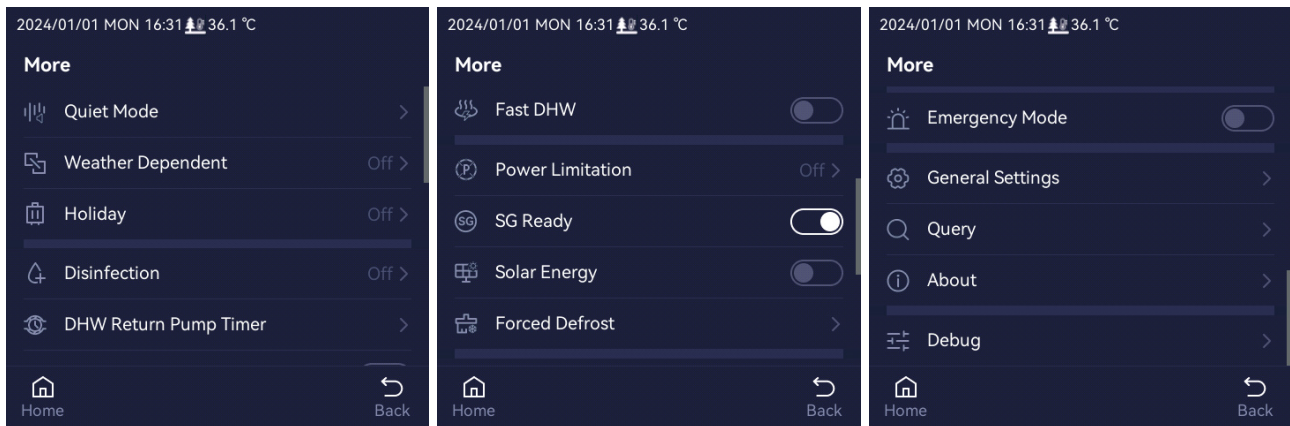 2024/01/01 MON 16:31 36.1 ℃
More
Quiet Mode
Weather Dependent Off
Holiday Off
Disinfection Off
DHW Return Pump Timer
Home Back
2024/01/01 MON 16:31 36.1 ℃
More
Fast DHW
Power Limitation Off
SG SG Ready
Solar Energy
Forced Defrost
Home Back
2024/01/01 MON 16:31 36.1 ℃
More
Emergency Mode
General Settings
Query
About
Debug
Home Back